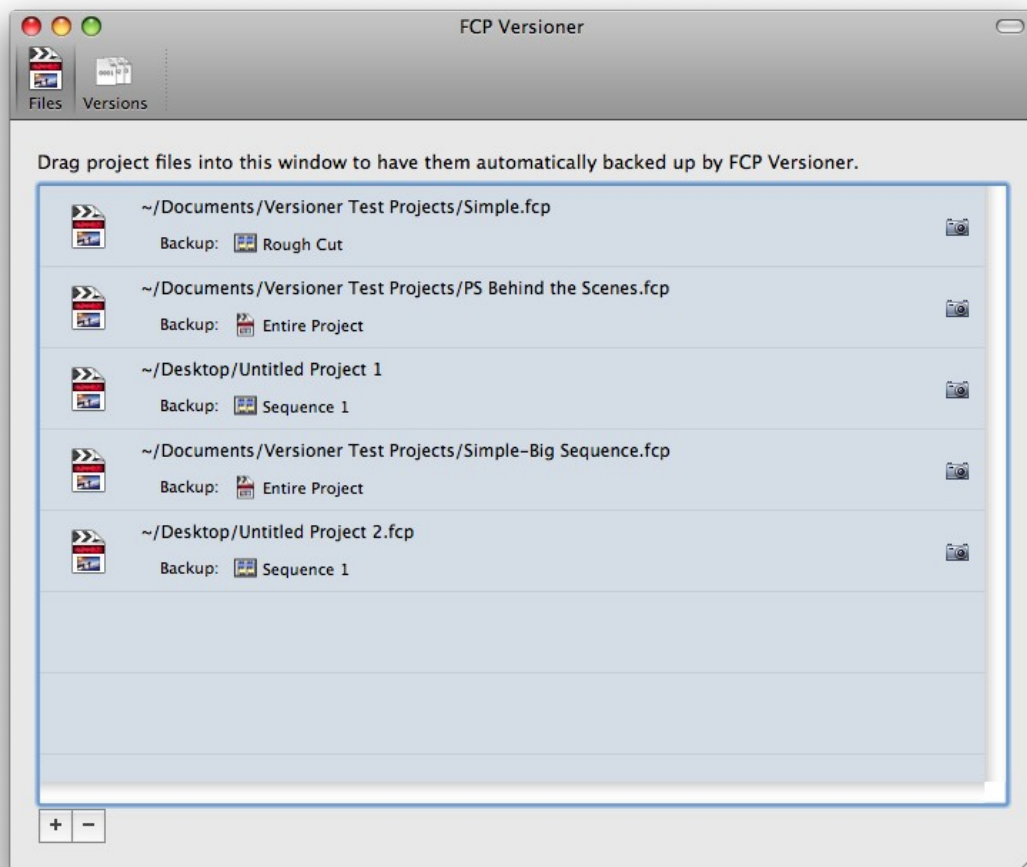 FCP Versioner
Files Versions
Drag project files into this window to have them automatically backed up by FCP Versioner.
~/Documents/Versioner Test Projects/Simple.fcp
Backup: Rough Cut
~/Documents/Versioner Test Projects/PS Behind the Scenes.fcp
Backup: Entire Project
~/Desktop/Untitled Project 1
Backup: Sequence 1
~/Documents/Versioner Test Projects/Simple-Big Sequence.fcp
Backup: Entire Project
~/Desktop/Untitled Project 2.fcp
Backup: Sequence 1